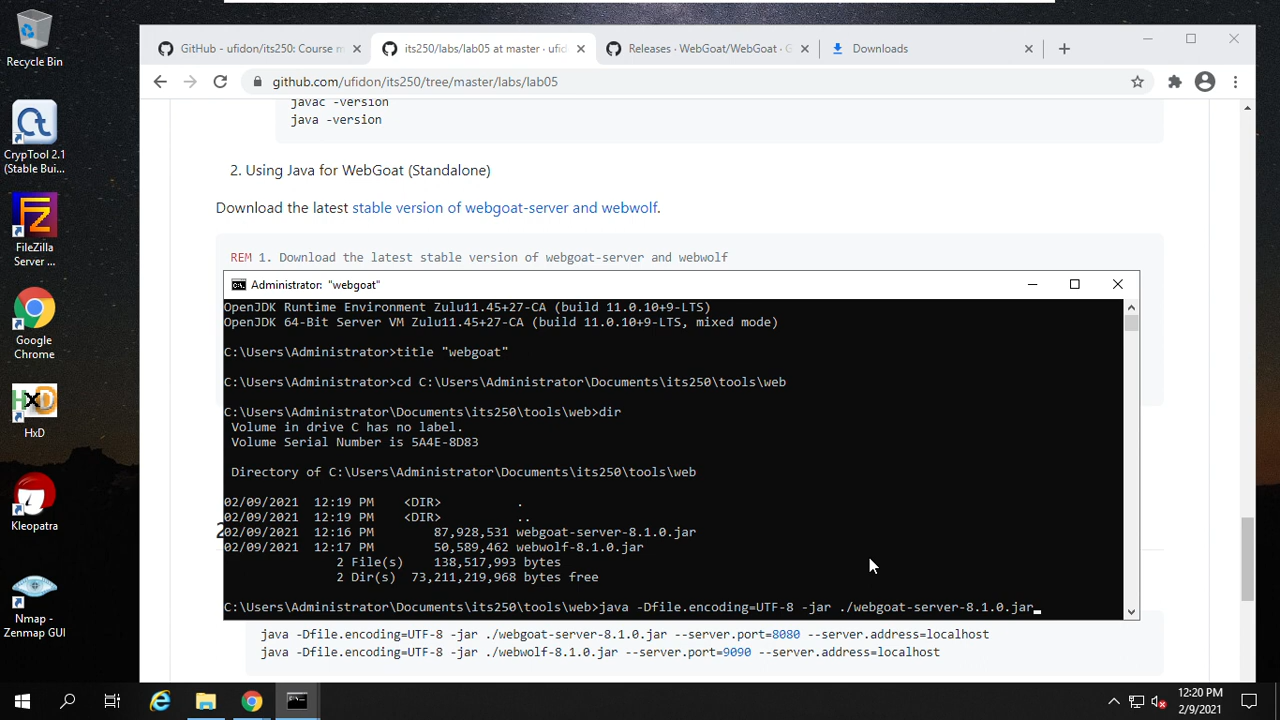 Recycle Bin
CrypTool 2.1
(Stable Bui...
FileZilla
Server ...
Google
Chrome
HxD
Kleopatra
Nmap -
Zenmap GUI
GitHub - ufidon/its250: Course m
its250/labs/lab05 at master · ufid
Releases · WebGoat/WebGoat · G
Downloads
github.com/ufidon/its250/tree/master/labs/lab05
javac -version
java -version
2. Using Java for WebGoat (Standalone)
Download the latest stable version of webgoat-server and webwolf.
REM 1. Download the latest stable version of webgoat-server and webwolf
Administrator: "webgoat"
OpenJDK Runtime Environment Zulu11.45+27-CA (build 11.0.10+9-LTS)
OpenJDK 64-Bit Server VM Zulu11.45+27-CA (build 11.0.10+9-LTS, mixed mode)
C:\Users\Administrator>title "webgoat"
C:\Users\Administrator>cd C:\Users\Administrator\Documents\its250\tools\web
C:\Users\Administrator\Documents\its250\tools\web>dir
Volume in drive C has no label.
Volume Serial Number is 5A4E-8D83
Directory of C:\Users\Administrator\Documents\its250\tools\web
02/09/2021 12:19 PM <DIR> .
02/09/2021 12:19 PM <DIR> ..
02/09/2021 12:16 PM 87,928,531 webgoat-server-8.1.0.jar
02/09/2021 12:17 PM 50,589,462 webwolf-8.1.0.jar
2 File(s) 138,517,993 bytes
2 Dir(s) 73,211,219,968 bytes free
C:\Users\Administrator\Documents\its250\tools\web>java -Dfile.encoding=UTF-8 -jar ./webgoat-server-8.1.0.jar
java -Dfile.encoding=UTF-8 -jar ./webgoat-server-8.1.0.jar --server.port=8080 --server.address=localhost
java -Dfile.encoding=UTF-8 -jar ./webwolf-8.1.0.jar --server.port=9090 --server.address=localhost
12:20 PM
2/9/2021